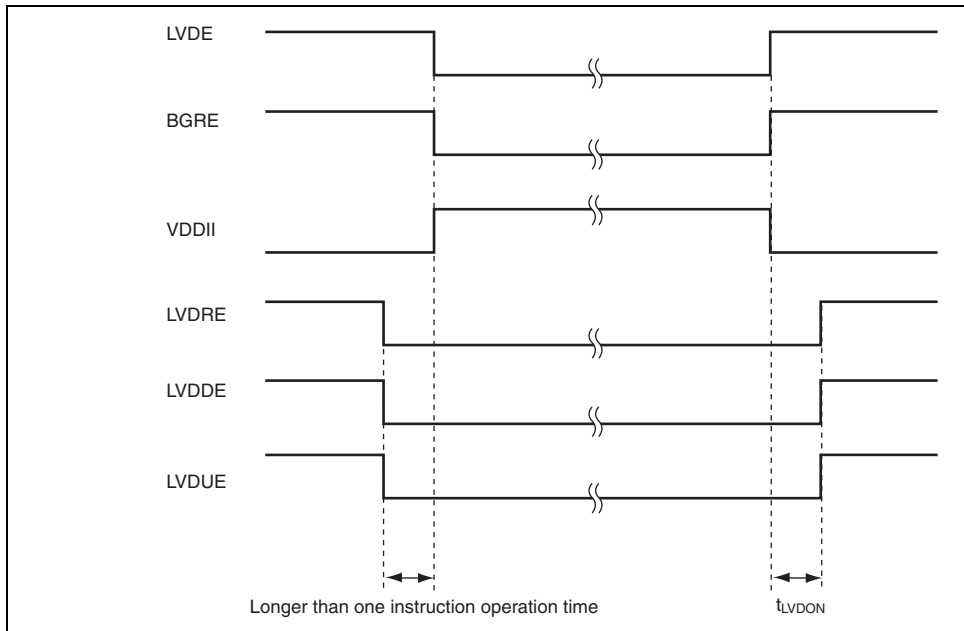 LVDE
BGRE
VDDII
LVDRE
LVDDE
LVDUE
Longer than one instruction operation time
tLVDON